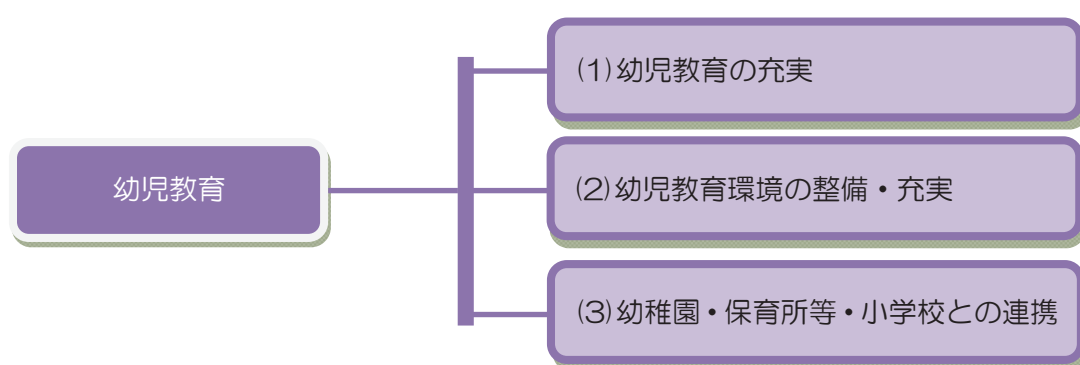 幼児教育
(1)幼児教育の充実
(2)幼児教育環境の整備・充実
(3)幼稚園・保育所等・小学校との連携